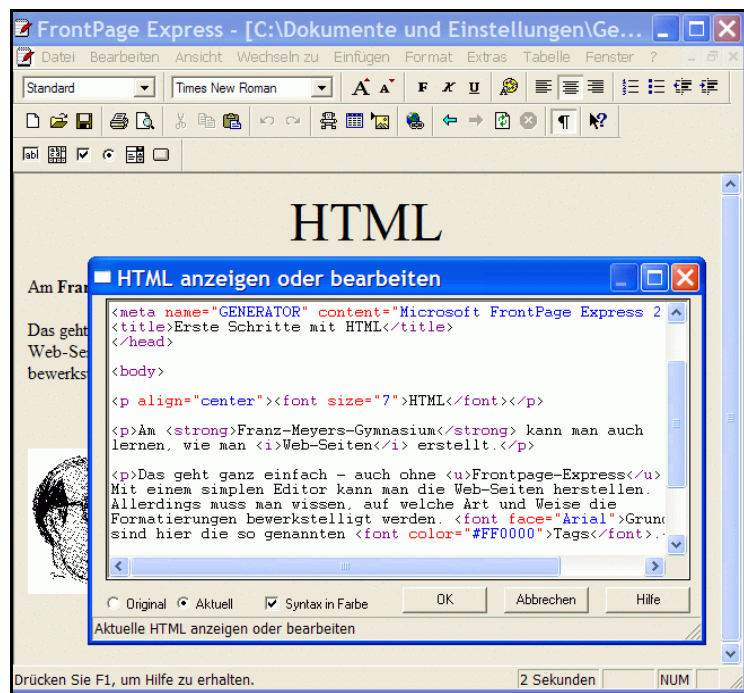 FrontPage Express - [C:\Dokumente und Einstellungen\Ge...
Datei Bearbeiten Ansicht Wechseln zu Einfügen Format Extras Tabelle Fenster ?
Standard Times New Roman A A F K U
HTML
Am Fran
Das geht
Web-Se
bewerks
HTML anzeigen oder bearbeiten
<meta name="GENERATOR" content="Microsoft FrontPage Express 2
<title>Erste Schritte mit HTML</title>
</head>
<body>
<p align="center"><font size="7">HTML</font></p>
<p>Am <strong>Franz-Meyers-Gymnasium</strong> kann man auch
lernen, wie man <i>Web-Seiten</i> erstellt.</p>
<p>Das geht ganz einfach - auch ohne <u>Frontpage-Express</u>
Mit einem simplen Editor kann man die Web-Seiten herstellen.
Allerdings muss man wissen, auf welche Art und Weise die
Formatierungen bewerkstelligt werden. <font face="Arial">Grund
sind hier die so genannten <font color="#FF0000">Tags</font>.
Original Aktuell Syntax in Farbe OK Abbrechen Hilfe
Aktuelle HTML anzeigen oder bearbeiten
Drücken Sie F1, um Hilfe zu erhalten. 2 Sekunden NUM